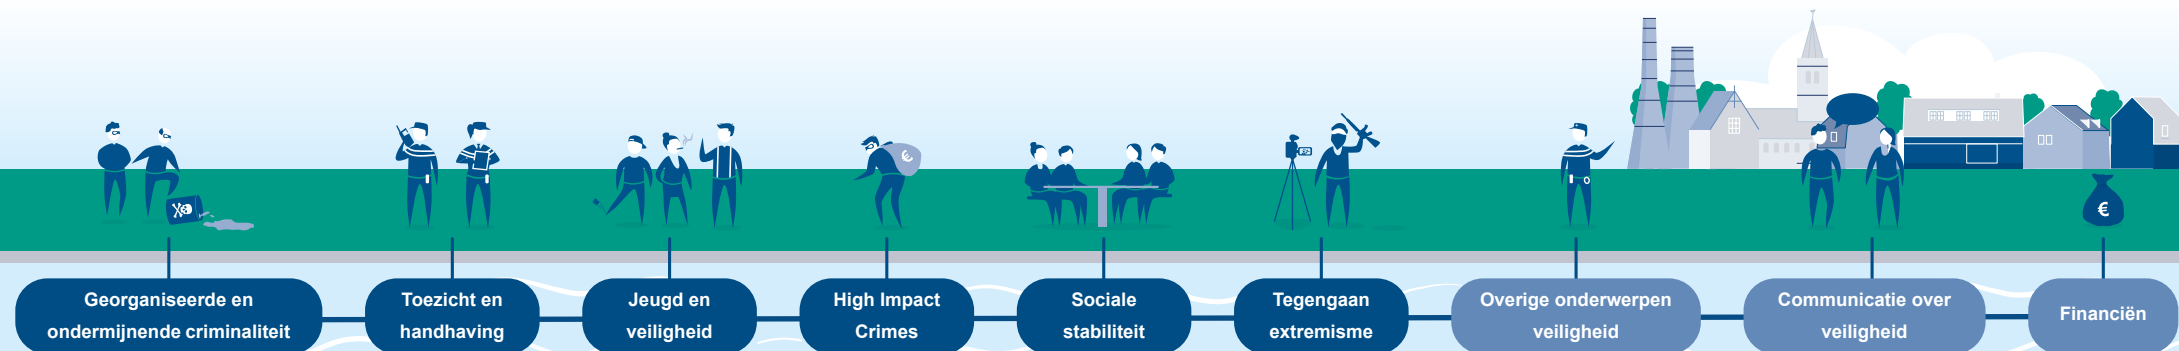 €
€
Georganiseerde en
ondermijnende criminaliteit
Toezicht en
handhaving
Jeugd en
veiligheid
High Impact
Crimes
Sociale
stabiliteit
Tegengaan
extremisme
Overige onderwerpen
veiligheid
Communicatie over
veiligheid
Financiën